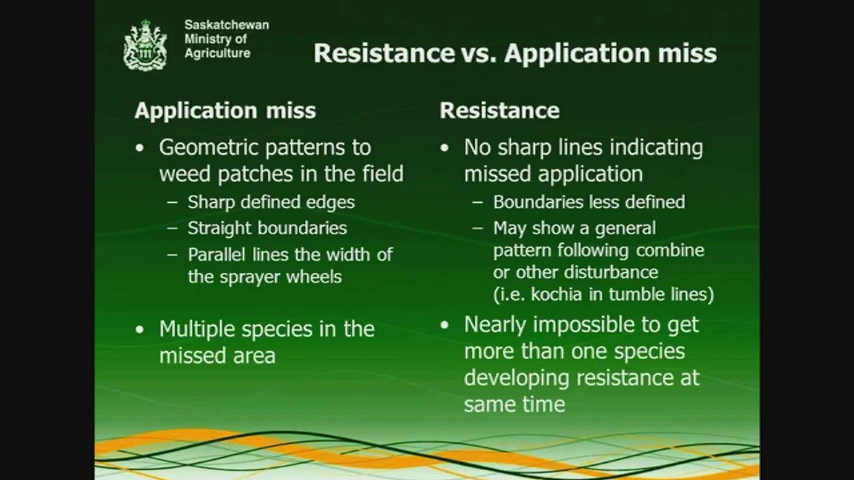 Saskatchewan
Ministry of
Agriculture
Resistance vs. Application miss
Application miss
• Geometric patterns to
weed patches in the field
– Sharp defined edges
– Straight boundaries
– Parallel lines the width of
the sprayer wheels
• Multiple species in the
missed area
Resistance
• No sharp lines indicating
missed application
– Boundaries less defined
– May show a general
pattern following combine
or other disturbance
(i.e. kochia in tumble lines)
• Nearly impossible to get
more than one species
developing resistance at
same time